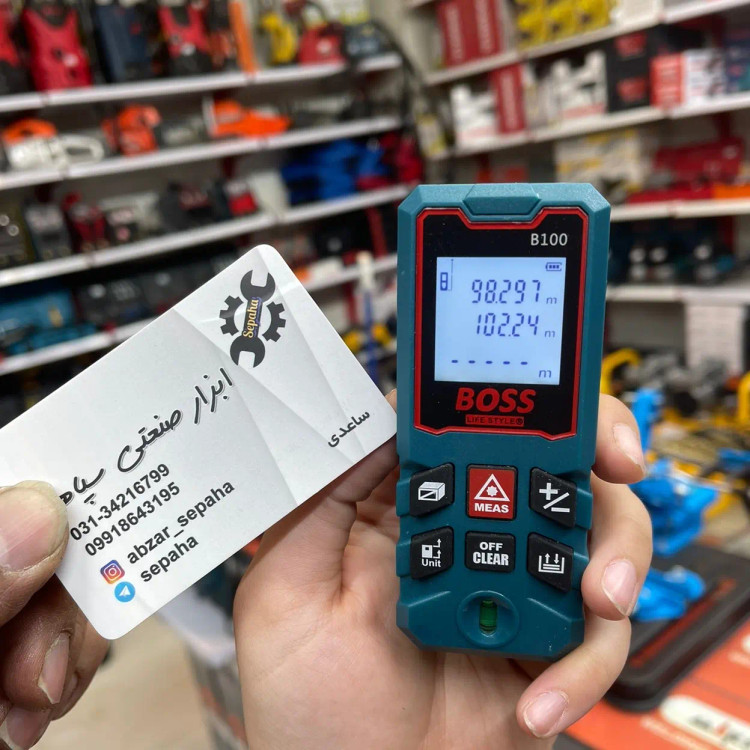 Sepaha
ابزار صنعتی سپاها
ساعدی
031-34216799
09918643195
abzar_sepaha
sepaha
B100
98.297 m
102.24 m
----- m
BOSS
LIFE STYLE®
MEAS
+/-
Unit
OFF
CLEAR